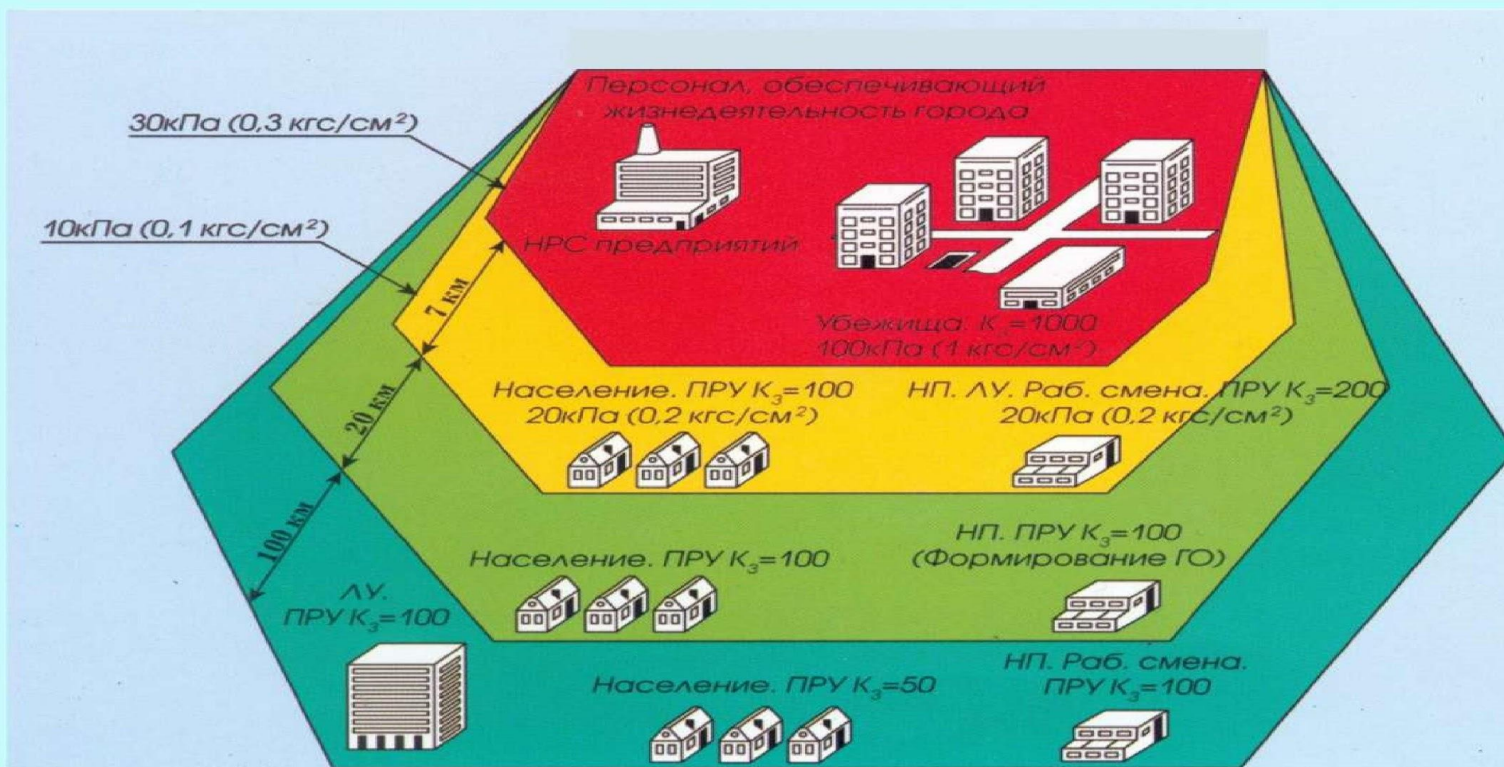 Персонал, обеспечивающий
жизнедеятельность города
30кПа (0,3 кгс/см²)
10кПа (0,1 кгс/см²)
НРС предприятий
7 км
Убежища. К =1000
100кПа (1 кгс/см²)
20 км
Население. ПРУ К₃=100
20кПа (0,2 кгс/см²)
НП. ЛУ. Раб. смена. ПРУ К₃=200
20кПа (0,2 кгс/см²)
100 км
Население. ПРУ К₃=100
НП. ПРУ К₃=100
(Формирование ГО)
ЛУ.
ПРУ К₃=100
Население. ПРУ К₃=50
НП. Раб. смена.
ПРУ К₃=100